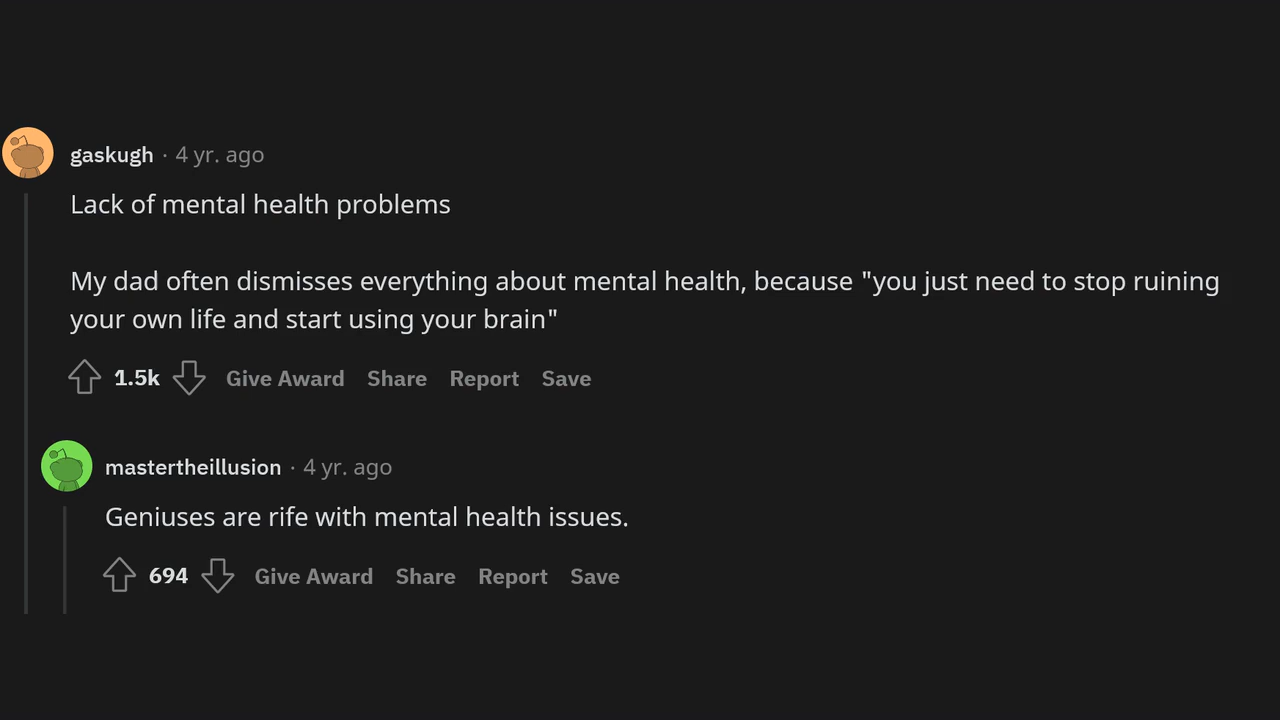 gaskugh · 4 yr. ago
Lack of mental health problems
My dad often dismisses everything about mental health, because "you just need to stop ruining
your own life and start using your brain"
1.5k Give Award Share Report Save
mastertheillusion · 4 yr. ago
Geniuses are rife with mental health issues.
694 Give Award Share Report Save